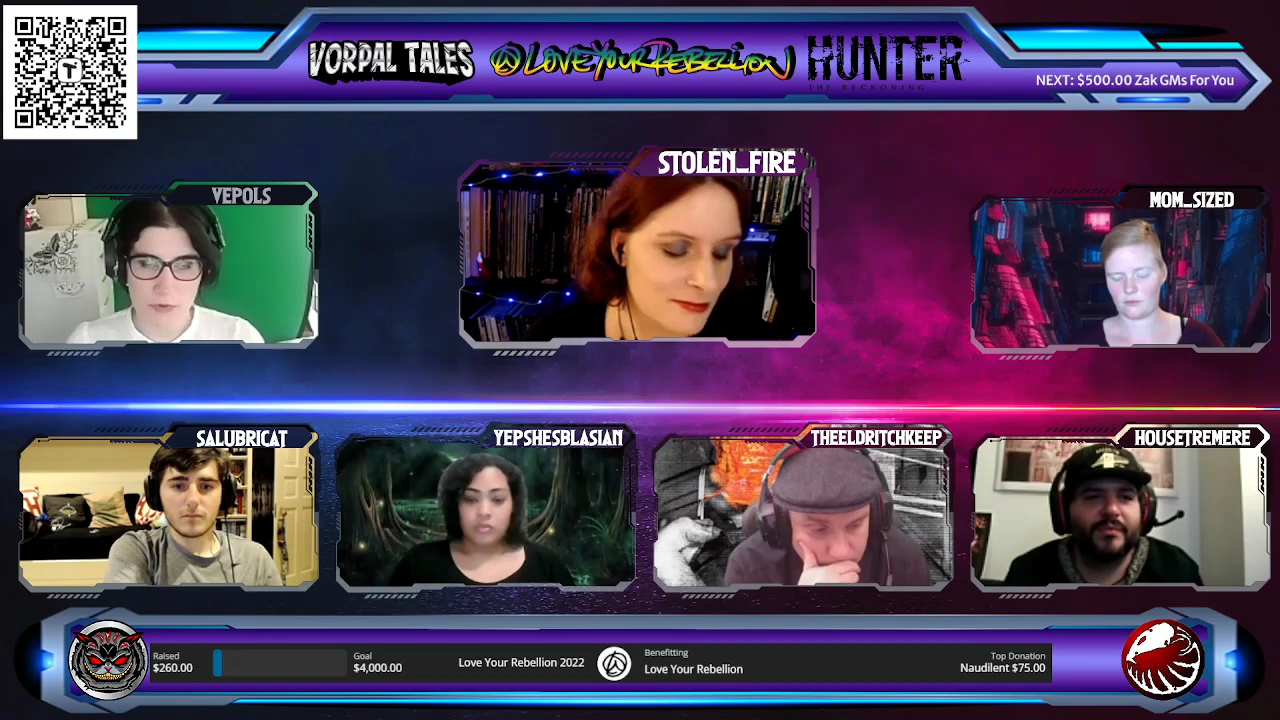 VORPAL TALES
@LOVEYOURREBELLION
HUNTER
THE RECKONING
NEXT: $500.00 Zak GMs For You
T
VEPOLS
STOLEN_FIRE
MOM_SIZED
SALUBRICAT
YEPSHESBLASIAN
THEELDRITCHKEEP
HOUSETREMERE
Raised
$260.00
Goal
$4,000.00
Love Your Rebellion 2022
Benefitting
Love Your Rebellion
Top Donation
Naudilent $75.00